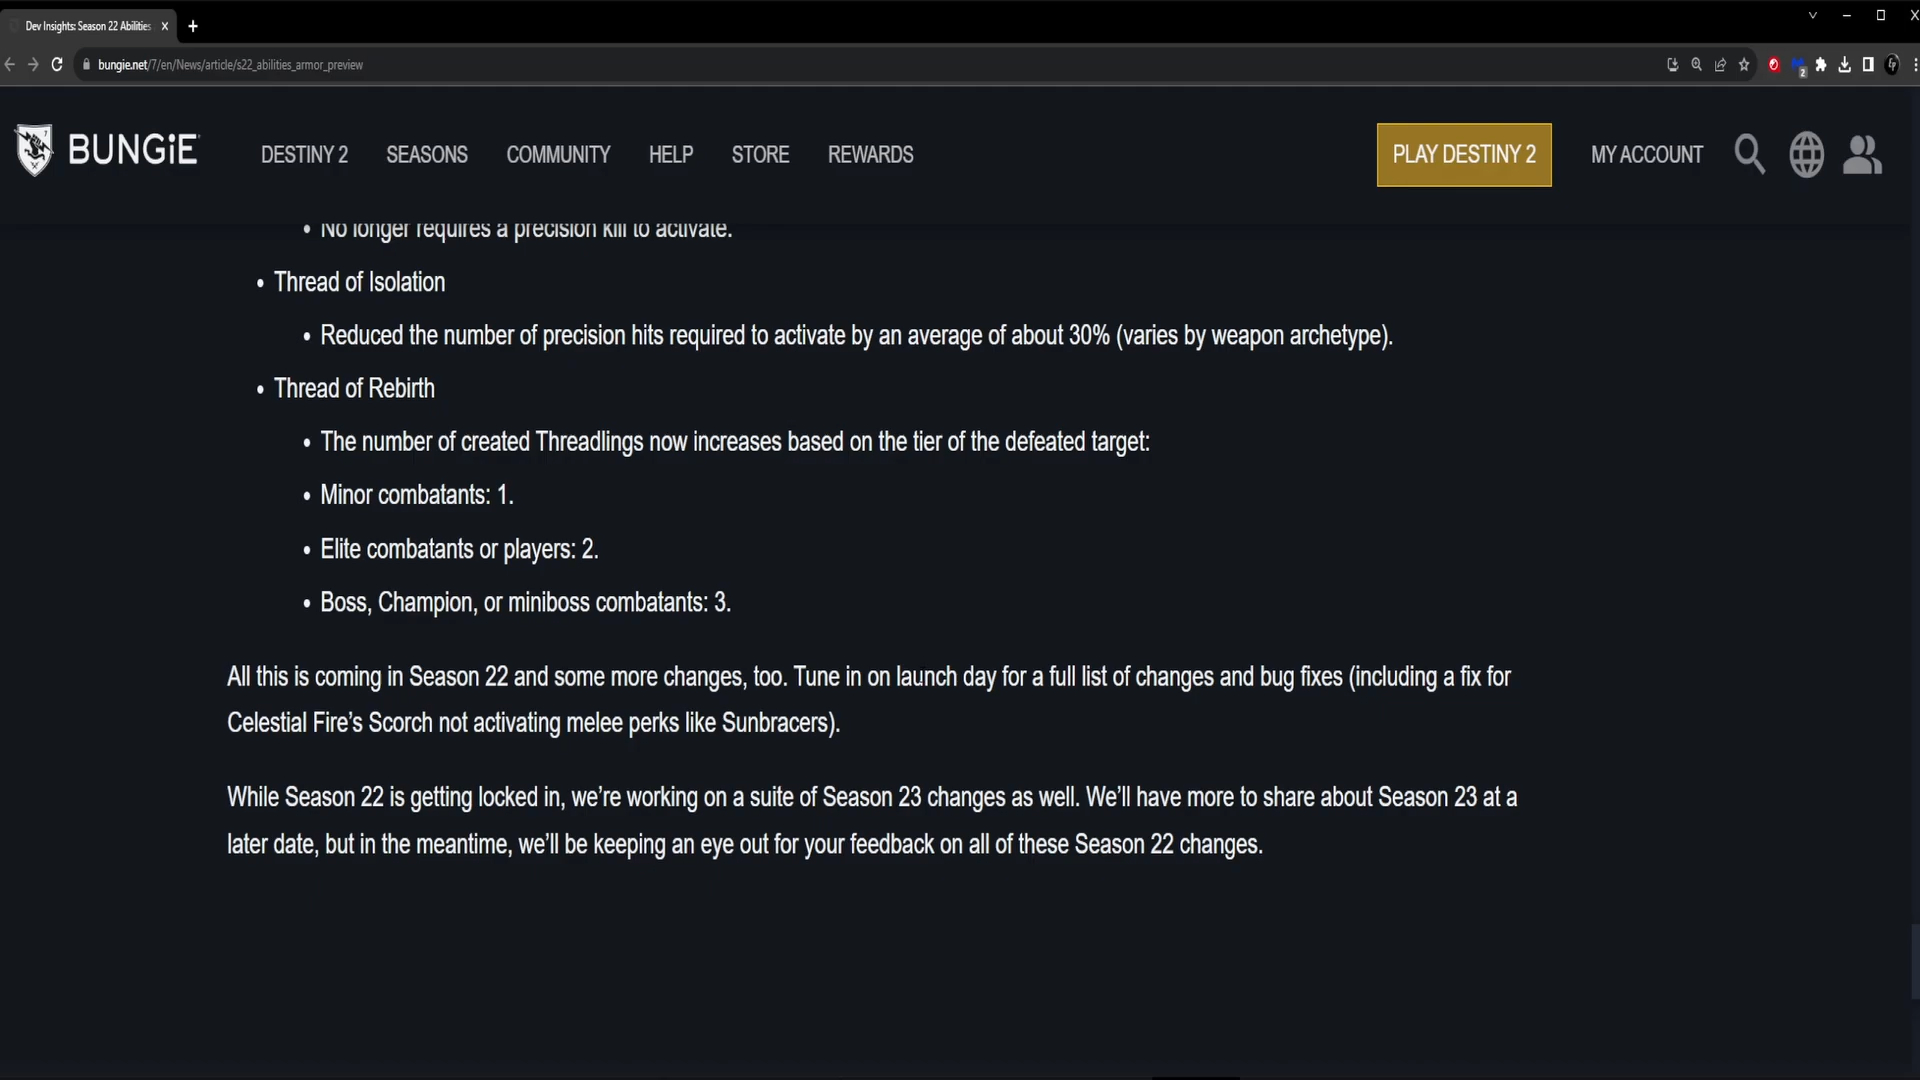 Dev Insights: Season 22 Abilities
bungie.net/7/en/News/article/s22_abilities_armor_preview
2
7
BUNGiE
DESTINY 2
SEASONS
COMMUNITY
HELP
STORE
REWARDS
PLAY DESTINY 2
MY ACCOUNT
• No longer requires a precision kill to activate.
• Thread of Isolation
• Reduced the number of precision hits required to activate by an average of about 30% (varies by weapon archetype).
• Thread of Rebirth
• The number of created Threadlings now increases based on the tier of the defeated target:
• Minor combatants: 1.
• Elite combatants or players: 2.
• Boss, Champion, or miniboss combatants: 3.
All this is coming in Season 22 and some more changes, too. Tune in on launch day for a full list of changes and bug fixes (including a fix for
Celestial Fire’s Scorch not activating melee perks like Sunbracers).
While Season 22 is getting locked in, we’re working on a suite of Season 23 changes as well. We’ll have more to share about Season 23 at a
later date, but in the meantime, we’ll be keeping an eye out for your feedback on all of these Season 22 changes.